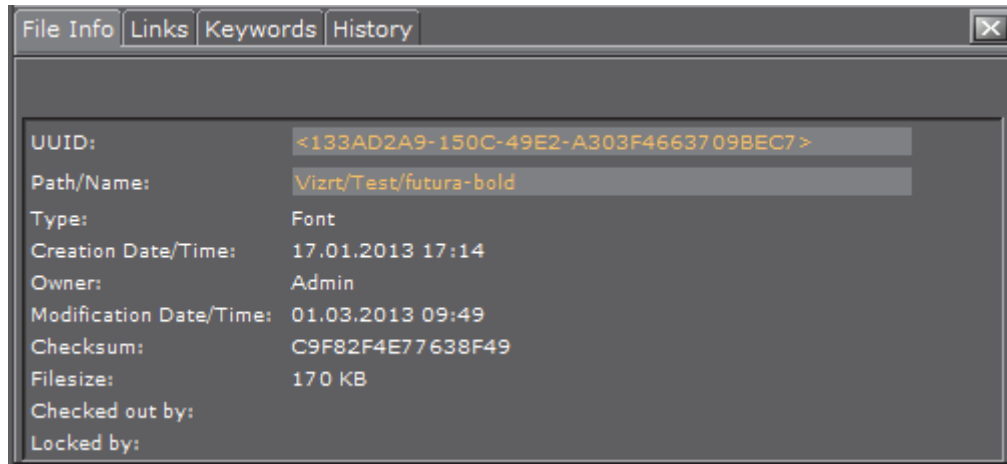 File Info Links Keywords History
UUID: <133AD2A9-150C-49E2-A303F4663709BEC7>
Path/Name: Vizrt/Test/futura-bold
Type: Font
Creation Date/Time: 17.01.2013 17:14
Owner: Admin
Modification Date/Time: 01.03.2013 09:49
Checksum: C9F82F4E77638F49
Filesize: 170 KB
Checked out by:
Locked by: